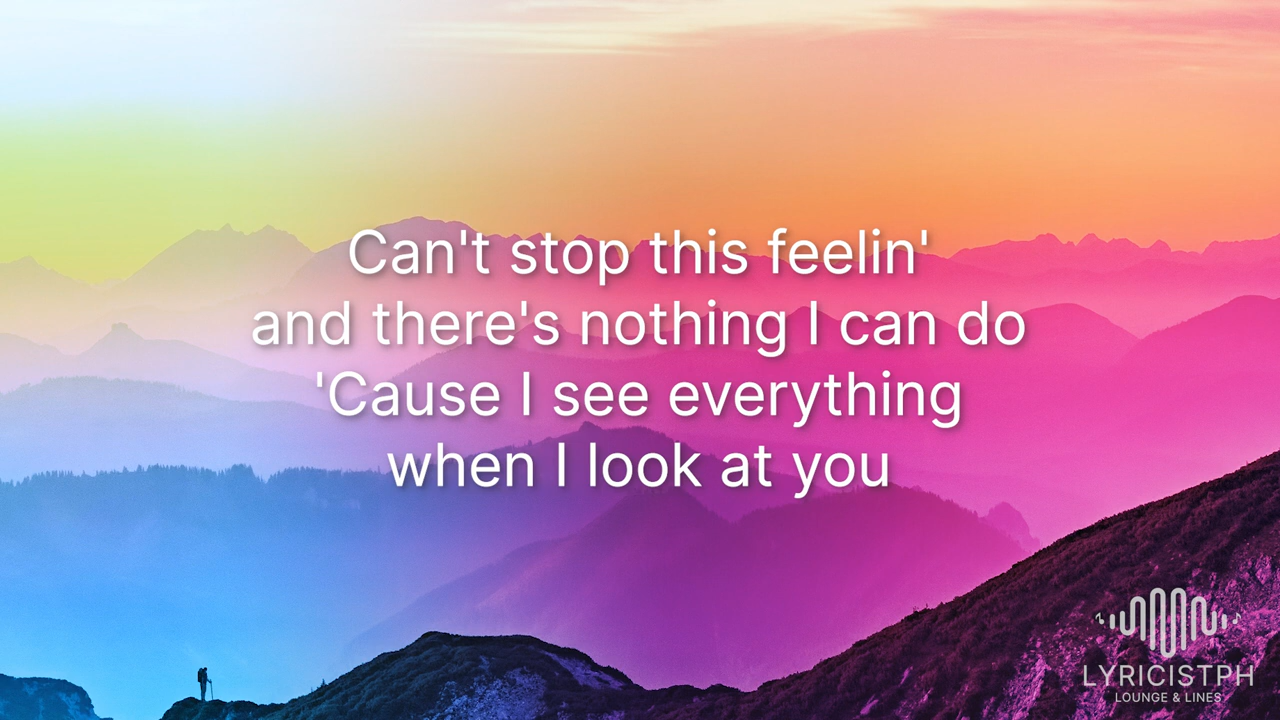 Can't stop this feelin'
and there's nothing I can do
'Cause I see everything
when I look at you
LYRICISTPH
LOUNGE & LINES